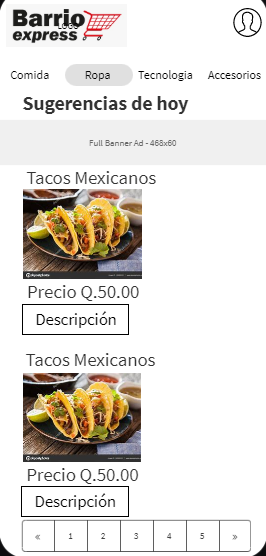 Barrio
LOGO
express
Comida Ropa Tecnologia Accesorios
Sugerencias de hoy
Full Banner Ad - 468x60
Tacos Mexicanos
Precio Q.50.00
Descripción
Tacos Mexicanos
Precio Q.50.00
Descripción
« 1 2 3 4 5 »